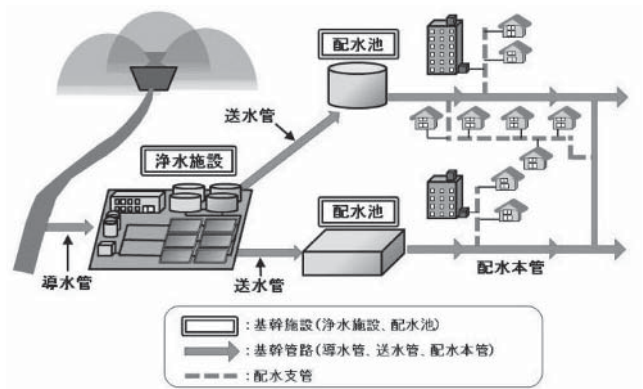 配水池
送水管
浄水施設
配水池
導水管
送水管
配水本管
:基幹施設(浄水施設、配水池)
:基幹管路(導水管、送水管、配水本管)
:配水支管